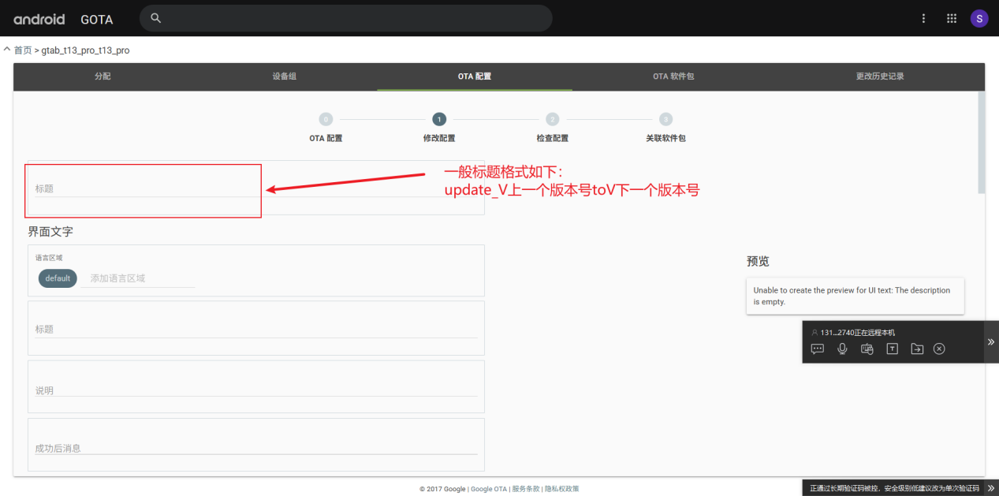 android GOTA
S
首页 > gtab_t13_pro_t13_pro
分配 设备组 OTA 配置 OTA 软件包 更改历史记录
0 1 2 3
OTA 配置 修改配置 检查配置 关联软件包
标题
一般标题格式如下：
update_V上一个版本号toV下一个版本号
界面文字
语言区域
default 添加语言区域
标题
说明
成功后消息
预览
Unable to create the preview for UI text: The description
is empty.
131...2740正在远程本机
T
© 2017 Google | Google OTA | 服务条款 | 隐私权政策
正通过长期验证码被控，安全级别低建议改为单次验证码